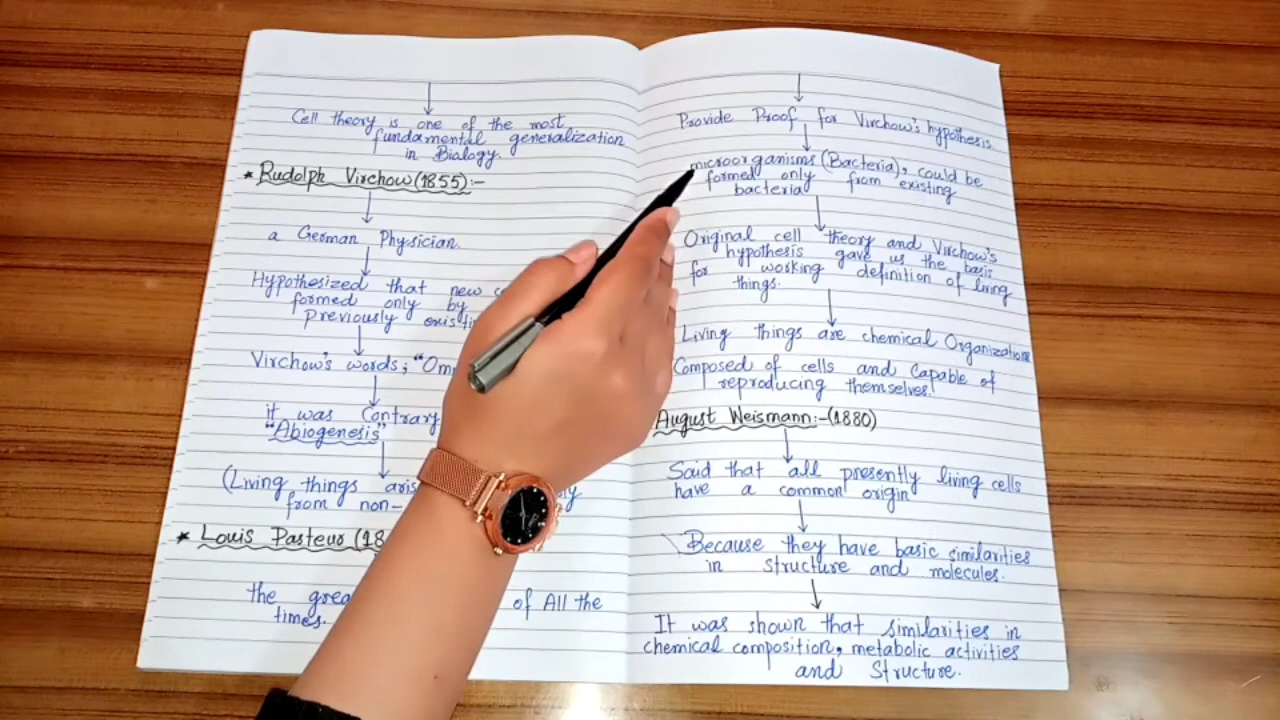 Cell theory is one of the most
fundamental generalization
in Bialogy.
* Rudolph Virchow (1855):-
a German Physician.
Hypothesized that new
formed only by
previously
Virchow's words; "Om
it was Contrary
"Abiogenesis"
(Living things
from non-
* Louis Pasteur (18
the of All the
times.
Provide Proof for Virchow's hypothesis.
microorganisms (Bacteria), could be
formed only from existing
bacteria
Original cell theory and Virchow's
hypothesis gave us the basis
for working definition of living
things.
Living things are chemical Organizations
Composed of cells and Capable of
reproducing themselves.
August Weismann:-(1880)
Said that all presently living cells
have a common origin
Because they have basic similarities
in structure and molecules.
It was shown that similarities in
chemical composition, metabolic activities
and Structure.